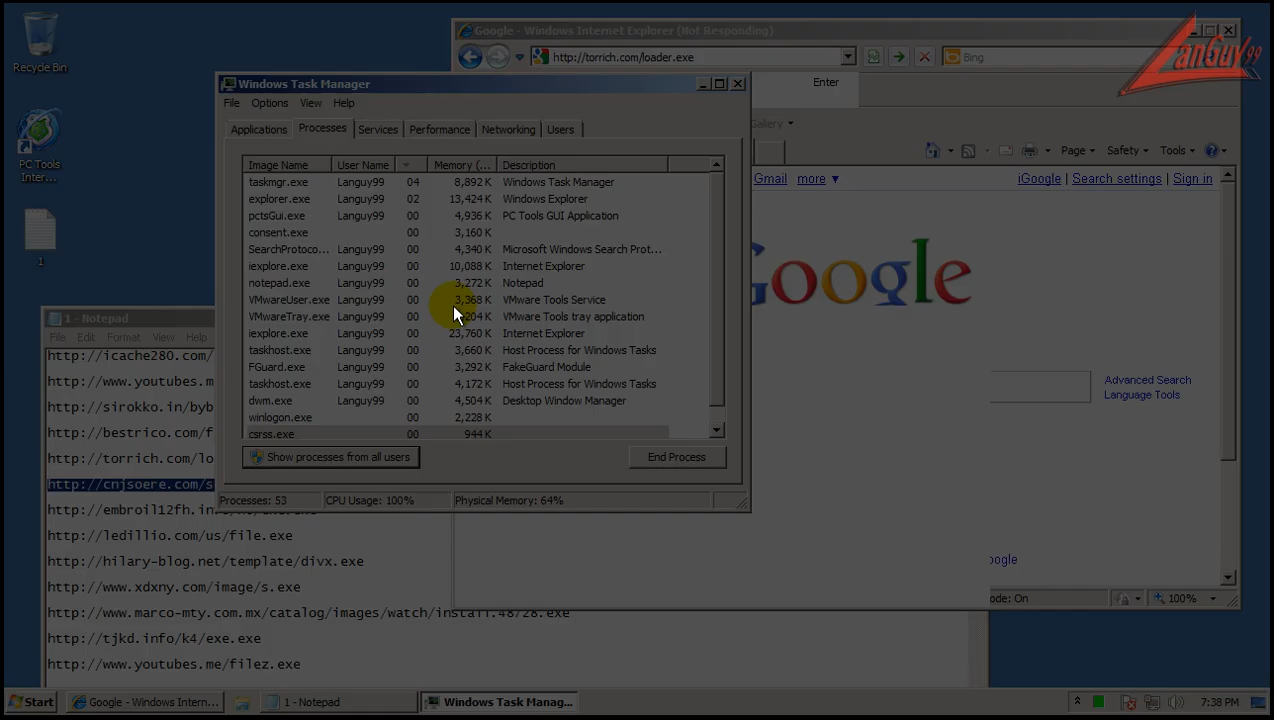 Recycle Bin
PC Tools
Inter...
1
Google - Windows Internet Explorer (Not Responding)
http://torrich.com/loader.exe
Bing
LanGuy99
Enter
Gallery
Page
Safety
Tools
Gmail
more
iGoogle
Search settings
Sign in
Google
Advanced Search
Language Tools
oogle
ode: On
100%
Windows Task Manager
File Options View Help
Applications Processes Services Performance Networking Users
Image Name User Name Memory (... Description
taskmgr.exe Languy99 04 8,892 K Windows Task Manager
explorer.exe Languy99 02 13,424 K Windows Explorer
pctsGui.exe Languy99 00 4,936 K PC Tools GUI Application
consent.exe 00 3,160 K
SearchProtoco... Languy99 00 4,340 K Microsoft Windows Search Prot...
iexplore.exe Languy99 00 10,088 K Internet Explorer
notepad.exe Languy99 00 3,272 K Notepad
VMwareUser.exe Languy99 00 3,368 K VMware Tools Service
VMwareTray.exe Languy99 00 204 K VMware Tools tray application
iexplore.exe Languy99 00 23,760 K Internet Explorer
taskhost.exe Languy99 00 3,660 K Host Process for Windows Tasks
FGuard.exe Languy99 00 3,292 K FakeGuard Module
taskhost.exe Languy99 00 4,172 K Host Process for Windows Tasks
dwm.exe Languy99 00 4,504 K Desktop Window Manager
winlogon.exe 00 2,228 K
csrss.exe 00 944 K
Show processes from all users End Process
Processes: 53 CPU Usage: 100% Physical Memory: 64%
1 - Notepad
File Edit Format View Help
http://icache280.com/
http://www.youtubes.m
http://sirokko.in/byb
http://bestrico.com/f
http://torrich.com/lo
http://cnjsoere.com/s
http://embroil12fh.in
http://ledillio.com/us/file.exe
http://hilary-blog.net/template/divx.exe
http://www.xdxny.com/image/s.exe
http://www.marco-mty.com.mx/catalog/images/watch/install.48/28.exe
http://tjkd.info/k4/exe.exe
http://www.youtubes.me/filez.exe
Start
Google - Windows Intern...
1 - Notepad
Windows Task Manag...
7:38 PM